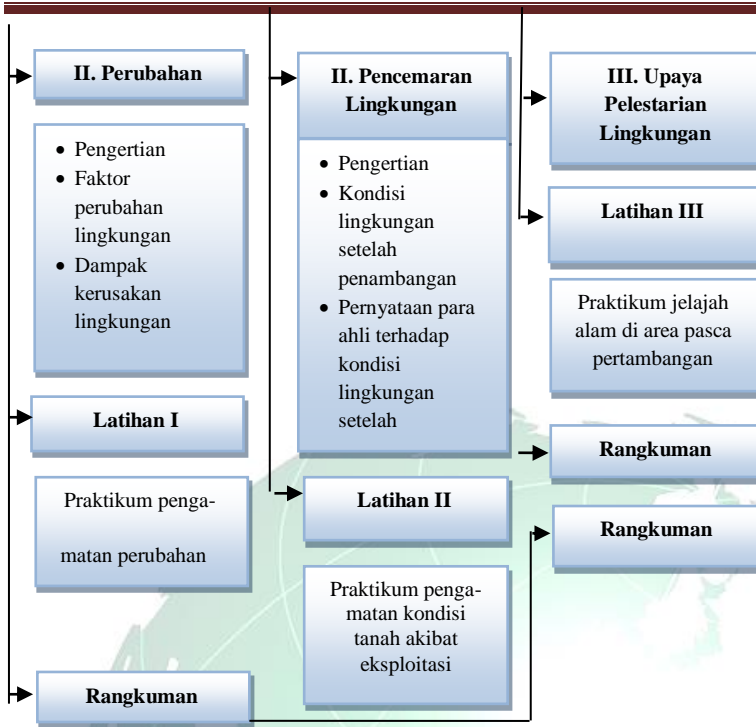 II. Perubahan
• Pengertian
• Faktor
perubahan
lingkungan
• Dampak
kerusakan
lingkungan
Latihan I
Praktikum penga-
matan perubahan
Rangkuman
II. Pencemaran
Lingkungan
• Pengertian
• Kondisi
lingkungan
setelah
penambangan
• Pernyataan para
ahli terhadap
kondisi
lingkungan
setelah
Latihan II
Praktikum penga-
matan kondisi
tanah akibat
eksploitasi
III. Upaya
Pelestarian
Lingkungan
Latihan III
Praktikum jelajah
alam di area pasca
pertambangan
Rangkuman
Rangkuman